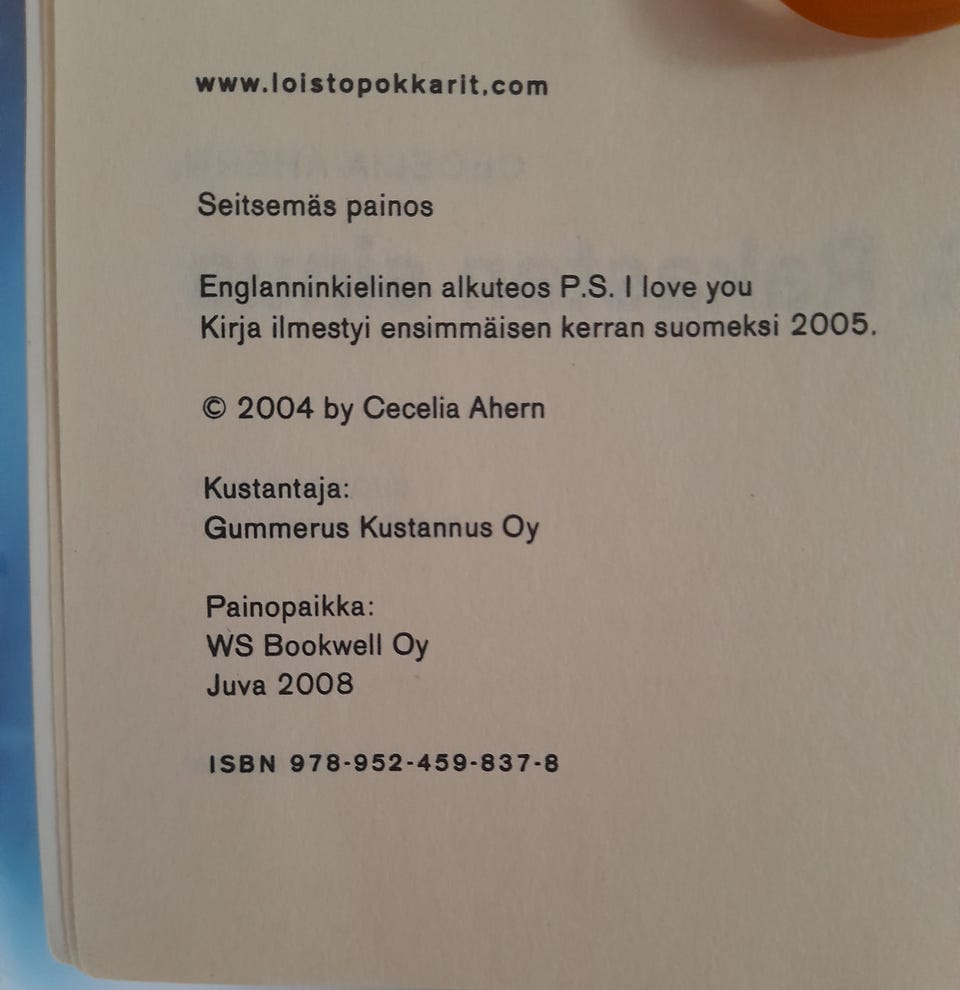 www.loistopokkarit.com
Seitsemäs painos
Englanninkielinen alkuteos P.S. I love you
Kirja ilmestyi ensimmäisen kerran suomeksi 2005.
© 2004 by Cecelia Ahern
Kustantaja:
Gummerus Kustannus Oy
Painopaikka:
WS Bookwell Oy
Juva 2008
ISBN 978-952-459-837-8